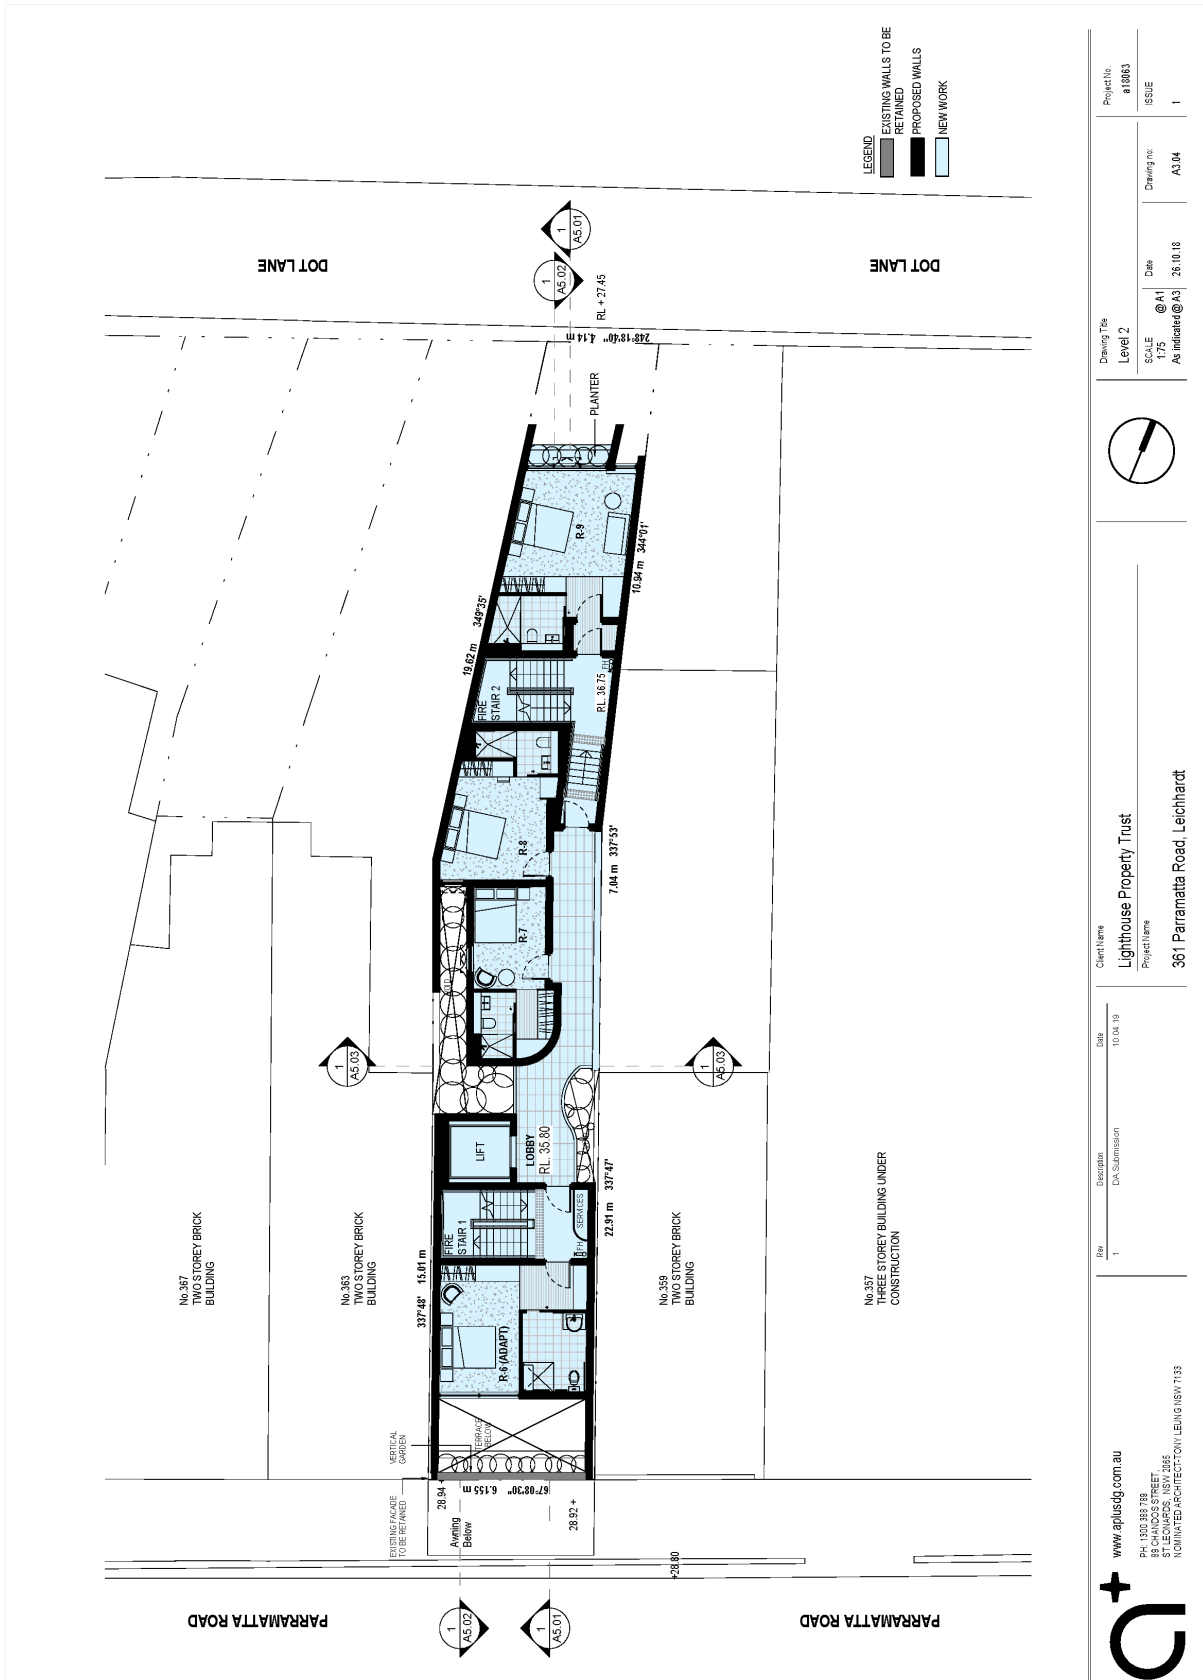 LEGEND
EXISTING WALLS TO BE
RETAINED
PROPOSED WALLS
NEW WORK
DOT LANE
DOT LANE
1
A5.01
1
A5.02
RL + 27.45
248°18'40" 4.14 m
PLANTER
R-9
10.94 m 344°01'
19.62 m 349°35'
FIRE
STAIR 2
FH
RL. 36.75
R-8
7.04 m 337°53'
R-7
1
A5.03
1
A5.03
LIFT
LOBBY
RL. 35.80
FIRE
STAIR 1
SERVICES
FH
22.91 m 337°47'
337°48' 15.01 m
R-6 (ADAPT)
TERRACE
BELOW
VERTICAL
GARDEN
EXISTING FACADE
TO BE RETAINED
67°08'30" 6.155 m
28.94 +
28.92 +
Awning
Below
+28.80
No.367
TWO STOREY BRICK
BUILDING
No.363
TWO STOREY BRICK
BUILDING
No.359
TWO STOREY BRICK
BUILDING
No.357
THREE STOREY BUILDING UNDER
CONSTRUCTION
PARRAMATTA ROAD
PARRAMATTA ROAD
1
A5.02
1
A5.01
a+
www.aplusdg.com.au
PH: 1300 388 789
89 CHANDOS STREET,
ST LEONARDS, NSW 2065
NOMINATED ARCHITECT-TONY LEUNG NSW 7133
Rev Description Date
1 DA Submission 10.04.19
Client Name
Lighthouse Property Trust
Project Name
361 Parramatta Road, Leichhardt
Drawing Title
Level 2
SCALE
1:75 @ A1
As indicated @ A3
Date
26.10.18
Drawing no:
A3.04
Project No.
a18063
ISSUE
1